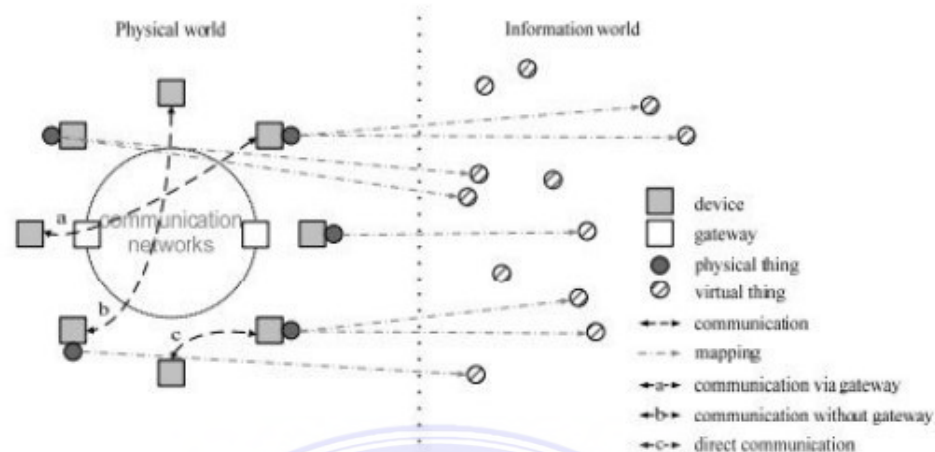 Physical world
Information world
a
communication
networks
b
c
device
gateway
physical thing
virtual thing
communication
mapping
a communication via gateway
b communication without gateway
c direct communication